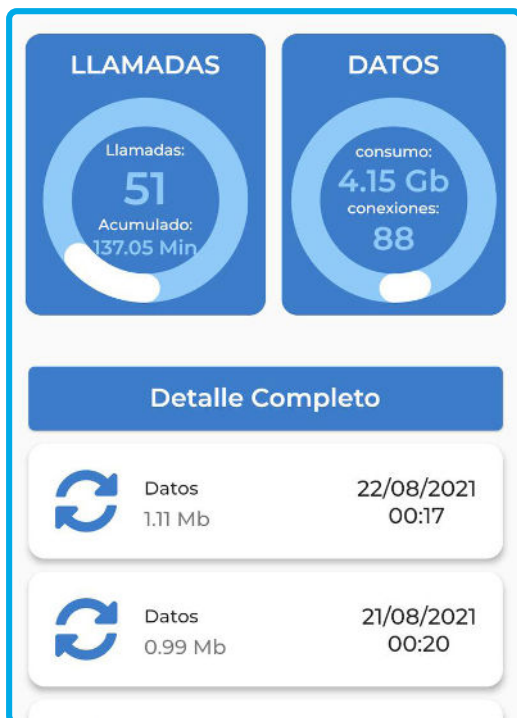 LLAMADAS
Llamadas:
51
Acumulado:
137.05 Min
DATOS
consumo:
4.15 Gb
conexiones:
88
Detalle Completo
Datos
1.11 Mb
22/08/2021
00:17
Datos
0.99 Mb
21/08/2021
00:20